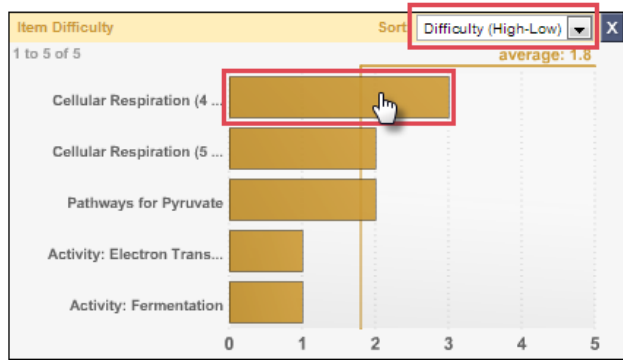 Item Difficulty
Sort: Difficulty (High-Low) X
1 to 5 of 5
average: 1.8
Cellular Respiration (4 ...
Cellular Respiration (5 ...
Pathways for Pyruvate
Activity: Electron Trans...
Activity: Fermentation
0 1 2 3 4 5